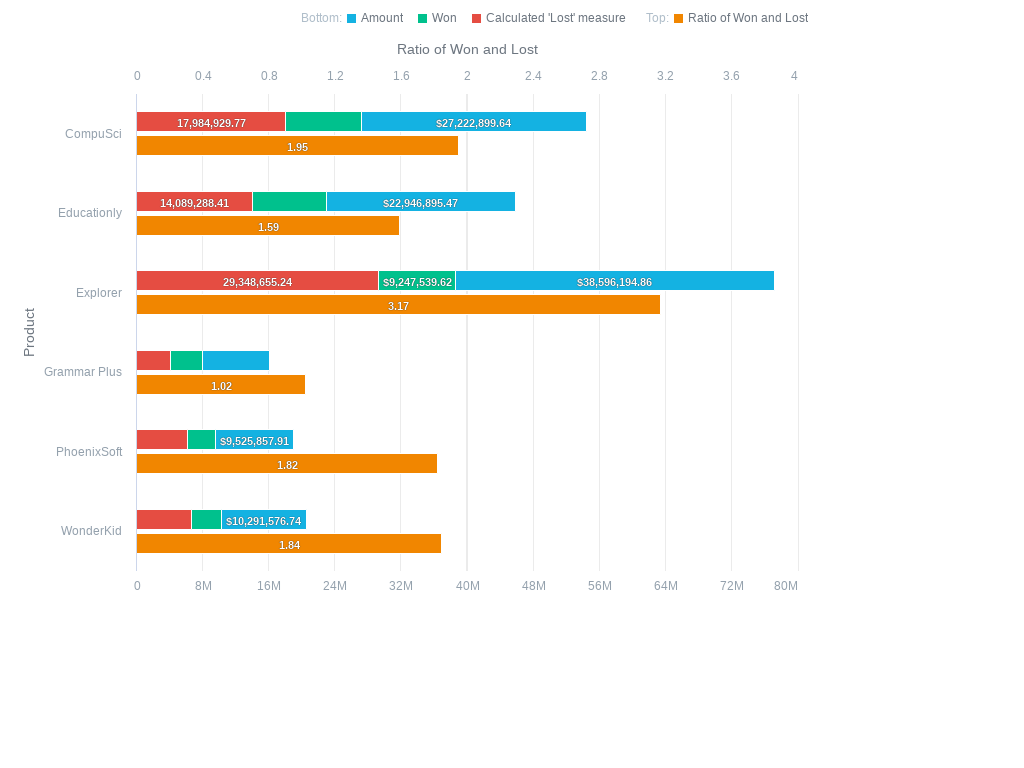 Bottom: Amount Won Calculated 'Lost' measure Top: Ratio of Won and Lost
Ratio of Won and Lost
0 0.4 0.8 1.2 1.6 2 2.4 2.8 3.2 3.6 4
CompuSci 17,984,929.77 $27,222,899.64
1.95
Educationly 14,089,288.41 $22,946,895.47
1.59
Explorer 29,348,655.24 $9,247,539.62 $38,596,194.86
3.17
Product
Grammar Plus
1.02
PhoenixSoft $9,525,857.91
1.82
WonderKid $10,291,576.74
1.84
0 8M 16M 24M 32M 40M 48M 56M 64M 72M 80M